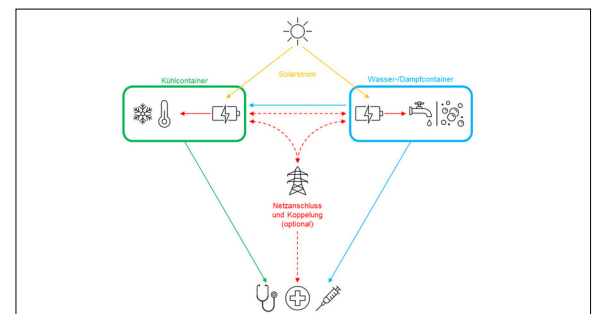 Solarstrom
Kühlcontainer
Wasser-/Dampfcontainer
Netzanschluss
und Koppelung
(optional)